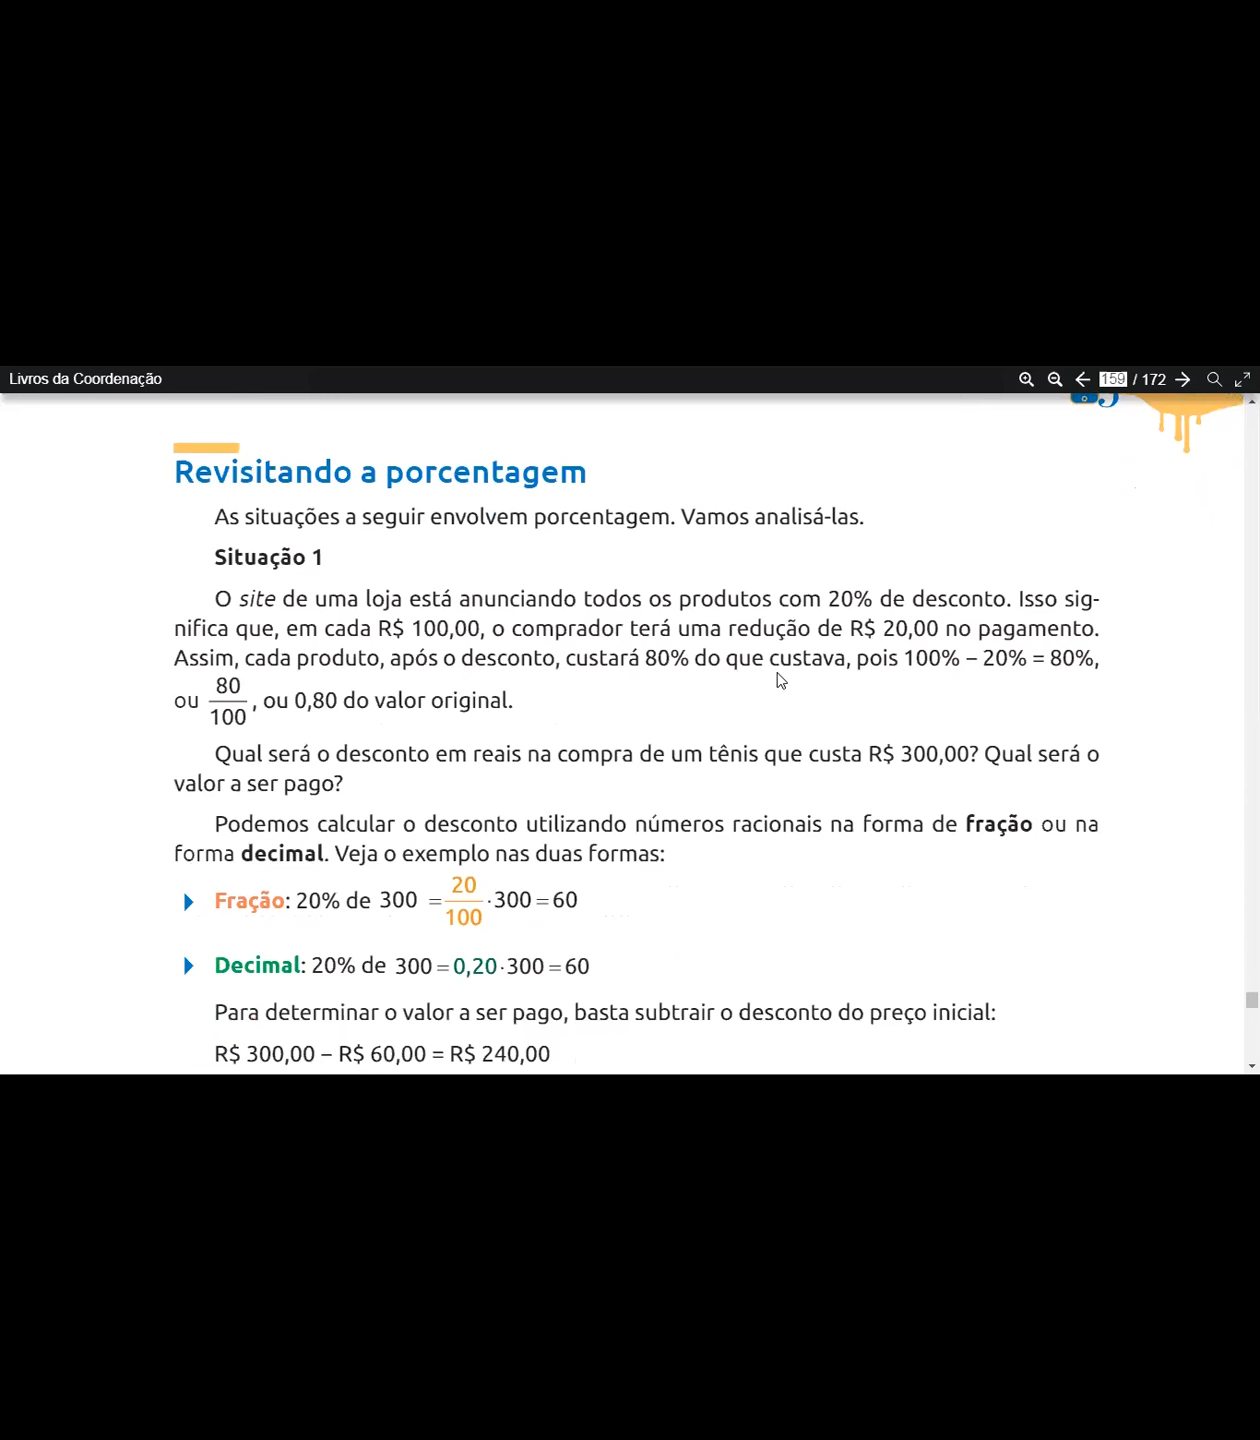 Livros da Coordenação
159 / 172
Revisitando a porcentagem
As situações a seguir envolvem porcentagem. Vamos analisá-las.
Situação 1
O site de uma loja está anunciando todos os produtos com 20% de desconto. Isso sig-
nifica que, em cada R$ 100,00, o comprador terá uma redução de R$ 20,00 no pagamento.
Assim, cada produto, após o desconto, custará 80% do que custava, pois 100% – 20% = 80%,
ou 80/100, ou 0,80 do valor original.
Qual será o desconto em reais na compra de um tênis que custa R$ 300,00? Qual será o
valor a ser pago?
Podemos calcular o desconto utilizando números racionais na forma de fração ou na
forma decimal. Veja o exemplo nas duas formas:
Fração: 20% de 300 = 20/100 · 300 = 60
Decimal: 20% de 300 = 0,20 · 300 = 60
Para determinar o valor a ser pago, basta subtrair o desconto do preço inicial:
R$ 300,00 – R$ 60,00 = R$ 240,00